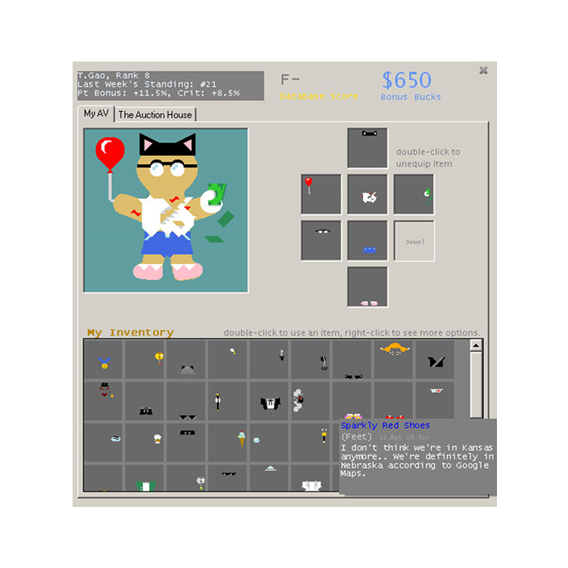 T.Gao, Rank 8
Last Week's Standing: #21
Pt Bonus: +11.5%, Crit: +8.5%
F-
Database Score
$650
Bonus Bucks
My AV
The Auction House
double-click to
unequip item
Jewel
My Inventory
double-click to use an item, right-click to see more options.
Sparkly Red Shoes
(Feet)
I don't think we're in Kansas
anymore.. We're definitely in
Nebraska according to Google
Maps.